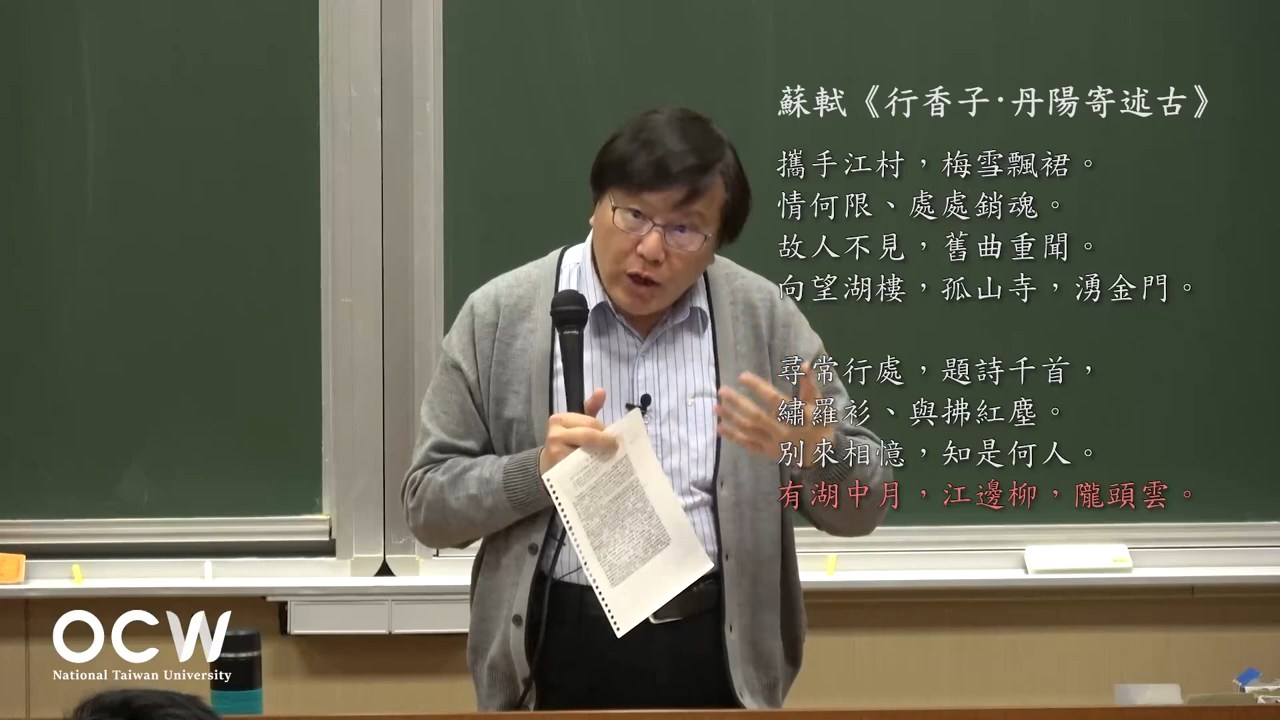 蘇軾《行香子·丹陽寄述古》
攜手江村，梅雪飄裙。
情何限、處處銷魂。
故人不見，舊曲重聞。
向望湖樓，孤山寺，湧金門。
尋常行處，題詩千首，
繡羅衫、與拂紅塵。
別來相憶，知是何人。
有湖中月，江邊柳，隴頭雲。
OCW
National Taiwan University